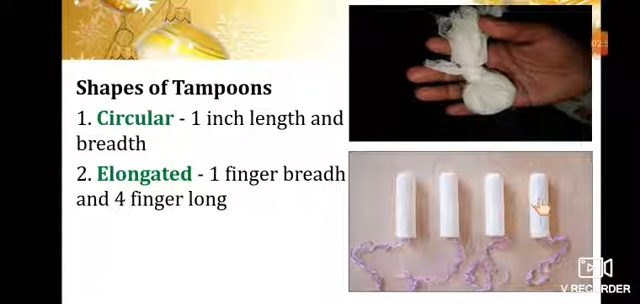 Shapes of Tampoons
1. Circular - 1 inch length and
breadth
2. Elongated - 1 finger breadh
and 4 finger long
V RECORDER